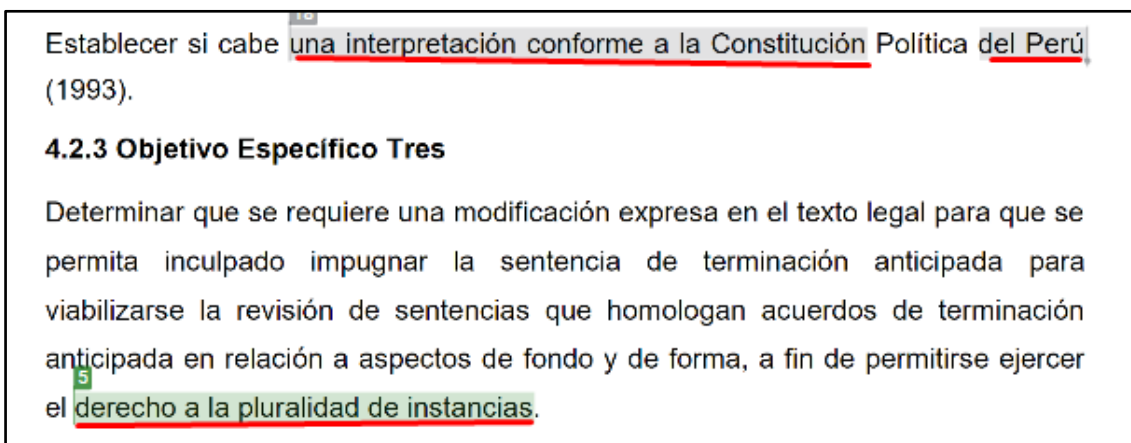 18
Establecer si cabe una interpretación conforme a la Constitución Política del Perú
(1993).
4.2.3 Objetivo Específico Tres
Determinar que se requiere una modificación expresa en el texto legal para que se
permita inculpado impugnar la sentencia de terminación anticipada para
viabilizarse la revisión de sentencias que homologan acuerdos de terminación
anticipada en relación a aspectos de fondo y de forma, a fin de permitirse ejercer
5
el derecho a la pluralidad de instancias.